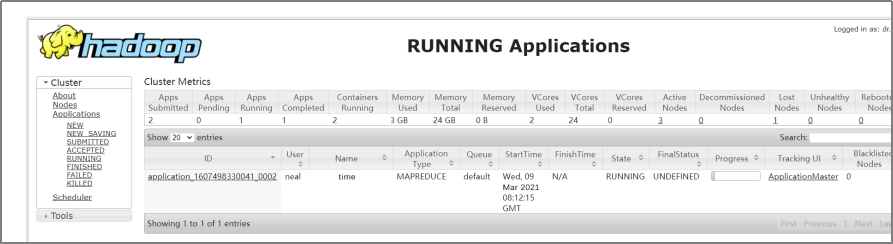 hadoop
RUNNING Applications
Logged in as: dr.
Cluster
About
Nodes
Applications
NEW
NEW_SAVING
SUBMITTED
ACCEPTED
RUNNING
FINISHED
FAILED
KILLED
Scheduler
Tools
Cluster Metrics
Apps Submitted Apps Pending Apps Running Apps Completed Containers Running Memory Used Memory Total Memory Reserved VCores Used VCores Total VCores Reserved Active Nodes Decommissioned Nodes Lost Nodes Unhealthy Nodes Reboote Nodes
2 0 1 1 2 3 GB 24 GB 0 B 2 24 0 3 0 1 0 0
Show 20 entries
Search:
ID User Name Application Type Queue StartTime FinishTime State FinalStatus Progress Tracking UI Blacklisted Nodes
application_1607498330041_0002 neal time MAPREDUCE default Wed, 09 N/A RUNNING UNDEFINED ApplicationMaster 0
Mar 2021
08:12:15
GMT
Showing 1 to 1 of 1 entries
First Previous 1 Next Las